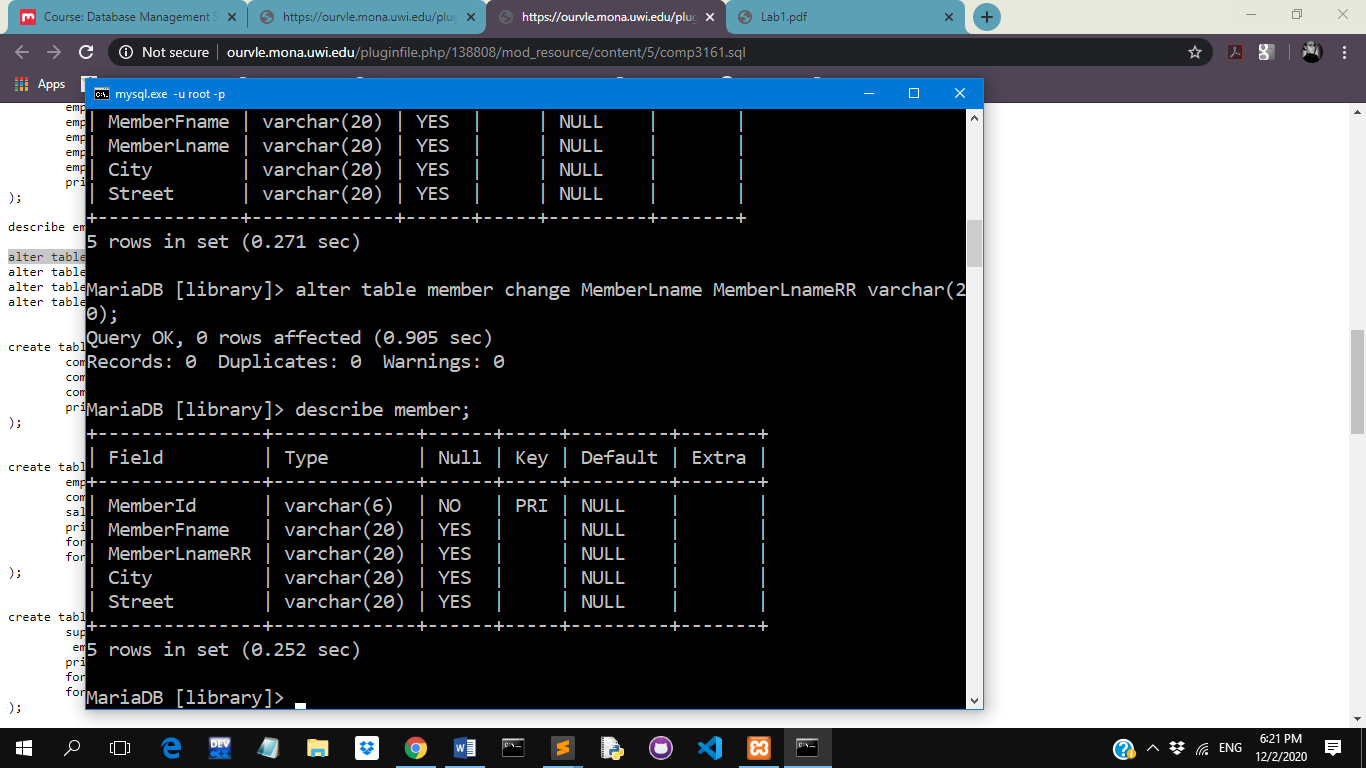 Course: Database Management S
https://ourvle.mona.uwi.edu/plug
https://ourvle.mona.uwi.edu/plug
Lab1.pdf
Not secure | ourvle.mona.uwi.edu/pluginfile.php/138808/mod_resource/content/5/comp3161.sql
Apps
mysql.exe -u root -p
emp
emp
emp
emp
emp
pri
);
describe em
alter table
alter table
alter table
alter table
create tabl
com
com
com
pri
);
create tabl
emp
com
sal
pri
for
for
);
create tabl
sup
em
pri
for
for
);
| MemberFname | varchar(20) | YES  |     | NULL    |       |
| MemberLname | varchar(20) | YES  |     | NULL    |       |
| City        | varchar(20) | YES  |     | NULL    |       |
| Street      | varchar(20) | YES  |     | NULL    |       |
+-------------+-------------+------+-----+---------+-------+
5 rows in set (0.271 sec)
MariaDB [library]> alter table member change MemberLname MemberLnameRR varchar(2
0);
Query OK, 0 rows affected (0.905 sec)
Records: 0  Duplicates: 0  Warnings: 0
MariaDB [library]> describe member;
+---------------+-------------+------+-----+---------+-------+
| Field         | Type        | Null | Key | Default | Extra |
+---------------+-------------+------+-----+---------+-------+
| MemberId      | varchar(6)  | NO   | PRI | NULL    |       |
| MemberFname   | varchar(20) | YES  |     | NULL    |       |
| MemberLnameRR | varchar(20) | YES  |     | NULL    |       |
| City          | varchar(20) | YES  |     | NULL    |       |
| Street        | varchar(20) | YES  |     | NULL    |       |
+---------------+-------------+------+-----+---------+-------+
5 rows in set (0.252 sec)
MariaDB [library]> _
DEV
ENG
6:21 PM
12/2/2020